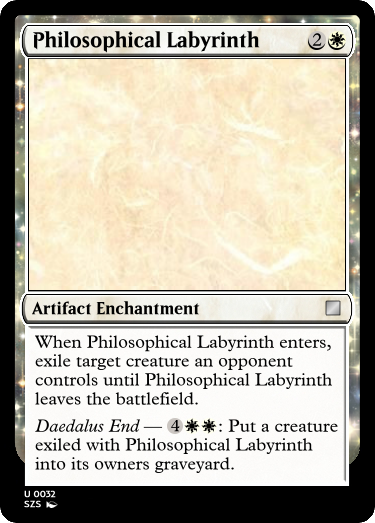 Philosophical Labyrinth 2
Artifact Enchantment
When Philosophical Labyrinth enters,
exile target creature an opponent
controls until Philosophical Labyrinth
leaves the battlefield.
Daedalus End — 4: Put a creature
exiled with Philosophical Labyrinth
into its owners graveyard.
U 0032
SZS